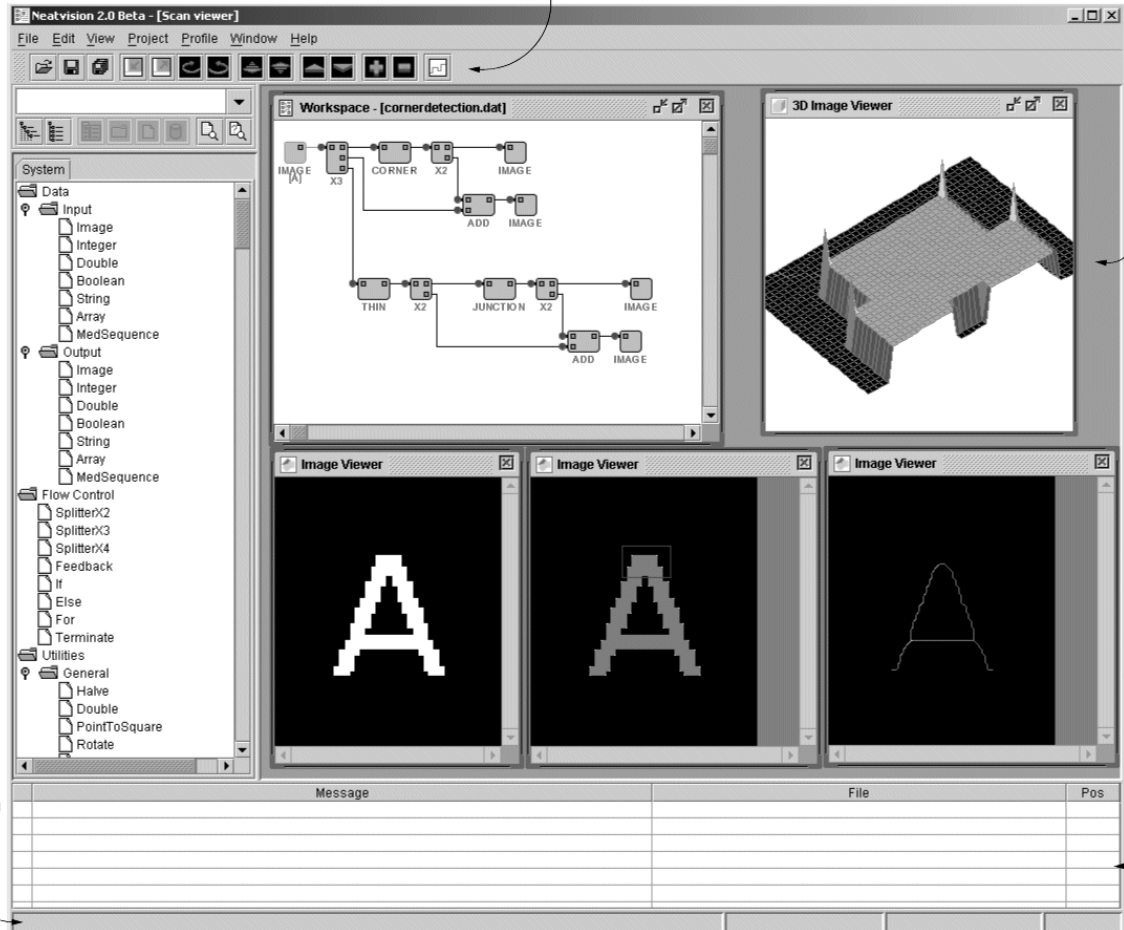 Neatvision 2.0 Beta - [Scan viewer]
File Edit View Project Profile Window Help
System
Data
Input
Image
Integer
Double
Boolean
String
Array
MedSequence
Output
Image
Integer
Double
Boolean
String
Array
MedSequence
Flow Control
SplitterX2
SplitterX3
SplitterX4
Feedback
If
Else
For
Terminate
Utilities
General
Halve
Double
PointToSquare
Rotate
Workspace - [cornerdetection.dat]
IMAGE X3 CORNER X2 IMAGE
[A]
ADD IMAGE
THIN X2 JUNCTION X2 IMAGE
ADD IMAGE
3D Image Viewer
Image Viewer
A
Image Viewer
A
Image Viewer
A
Message File Pos